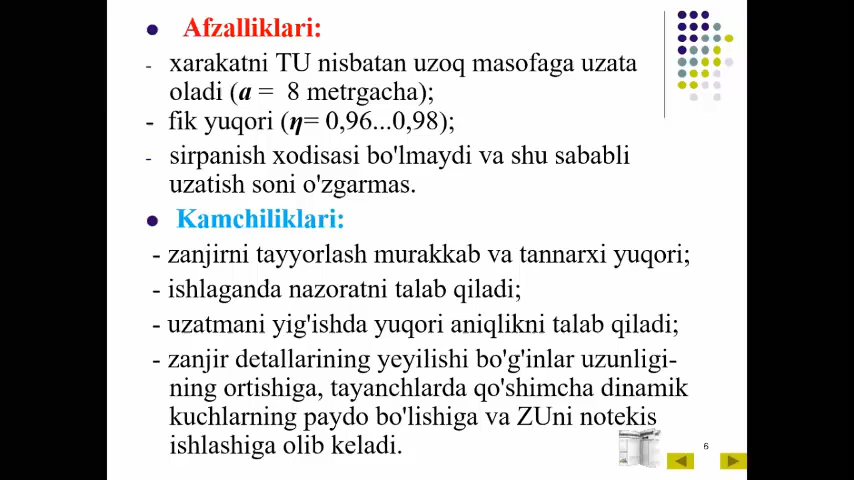 • Afzalliklari:
- xarakatni TU nisbatan uzoq masofaga uzata
oladi (a = 8 metrgacha);
- fik yuqori (η= 0,96...0,98);
- sirpanish xodisasi bo'lmaydi va shu sababli
uzatish soni o'zgarmas.
• Kamchiliklari:
- zanjirni tayyorlash murakkab va tannarxi yuqori;
- ishlaganda nazoratni talab qiladi;
- uzatmani yig'ishda yuqori aniqlikni talab qiladi;
- zanjir detallarining yeyilishi bo'g'inlar uzunligi-
ning ortishiga, tayanchlarda qo'shimcha dinamik
kuchlarning paydo bo'lishiga va ZUni notekis
ishlashiga olib keladi.
6